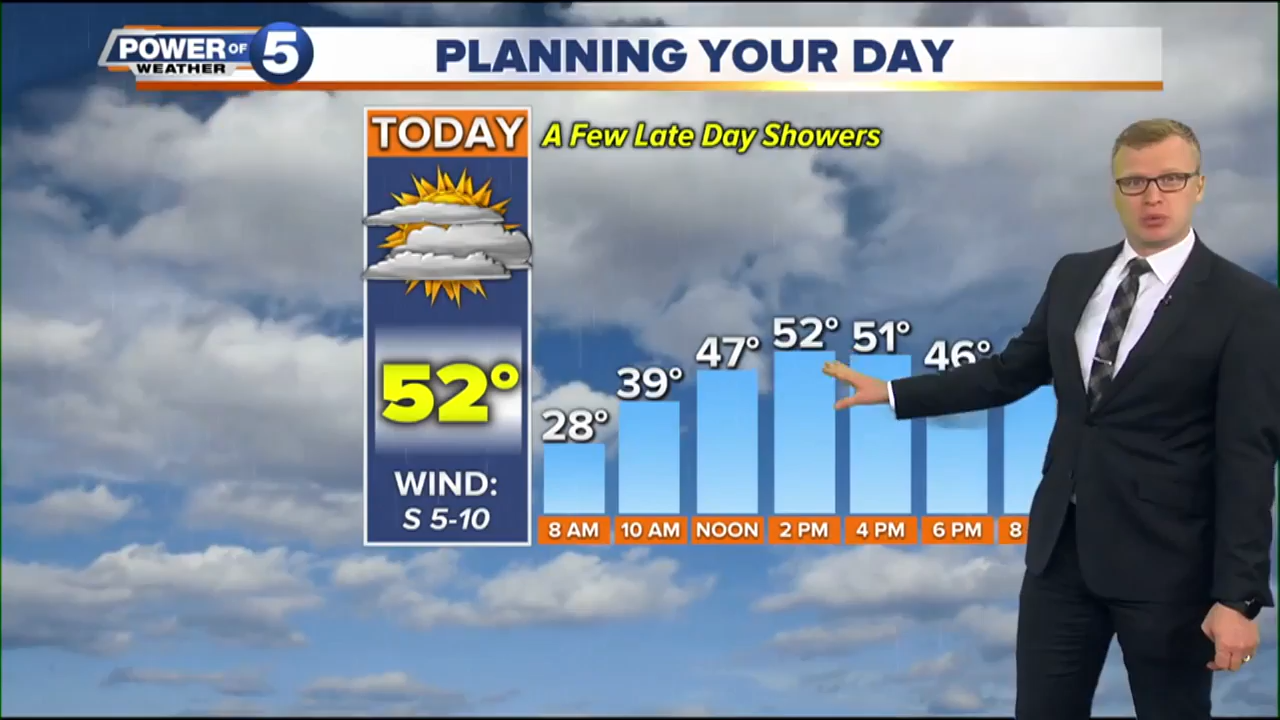 POWER OF 5
WEATHER
PLANNING YOUR DAY
TODAY
A Few Late Day Showers
52°
WIND:
S 5-10
28° 39° 47° 52° 51° 46°
8 AM 10 AM NOON 2 PM 4 PM 6 PM 8